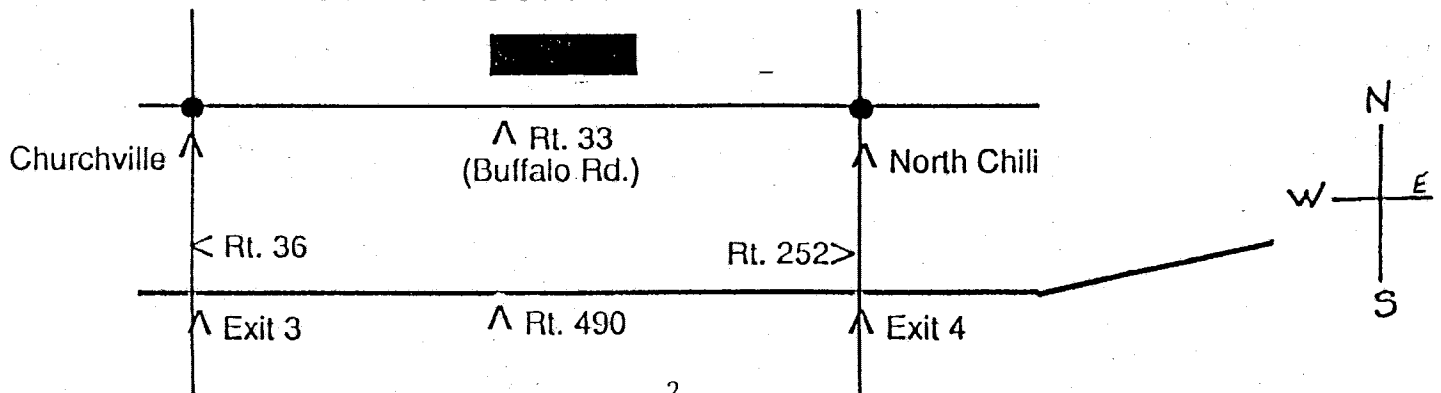 N
Churchville ^
^ Rt. 33
(Buffalo Rd.)
^ North Chili
W E
< Rt. 36
Rt. 252>
S
^ Exit 3
^ Rt. 490
^ Exit 4
2